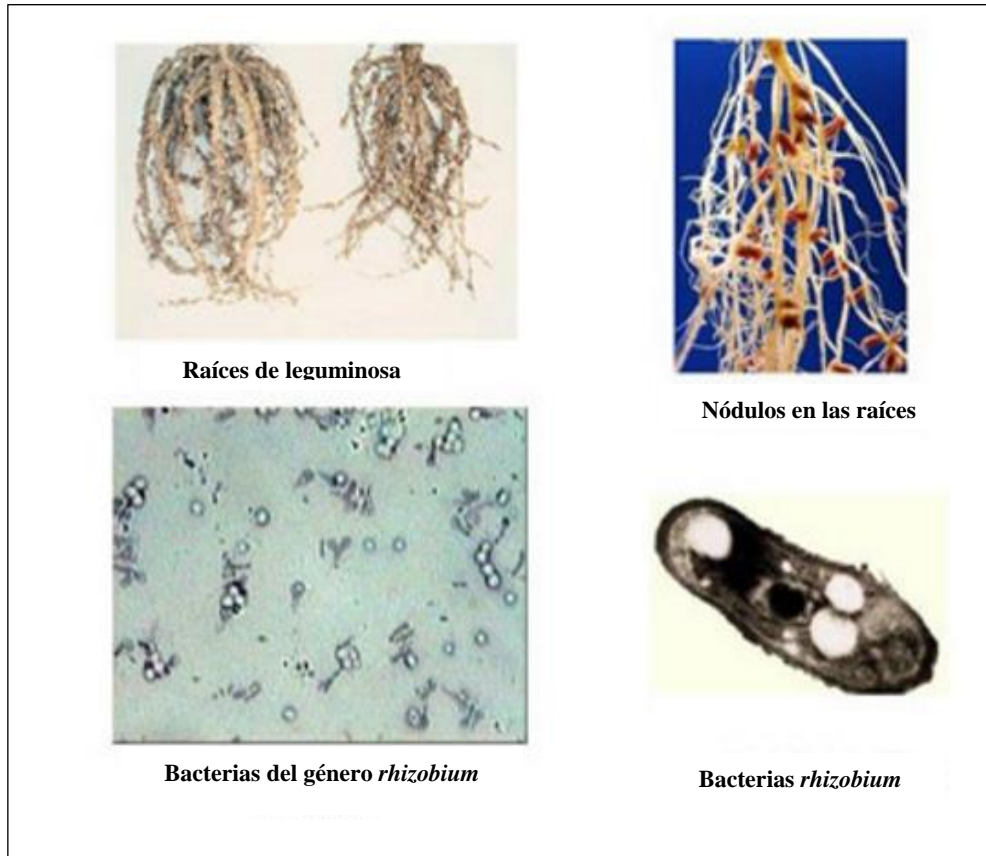 Raíces de leguminosa
Nódulos en las raíces
Bacterias del género rhizobium
Bacterias rhizobium